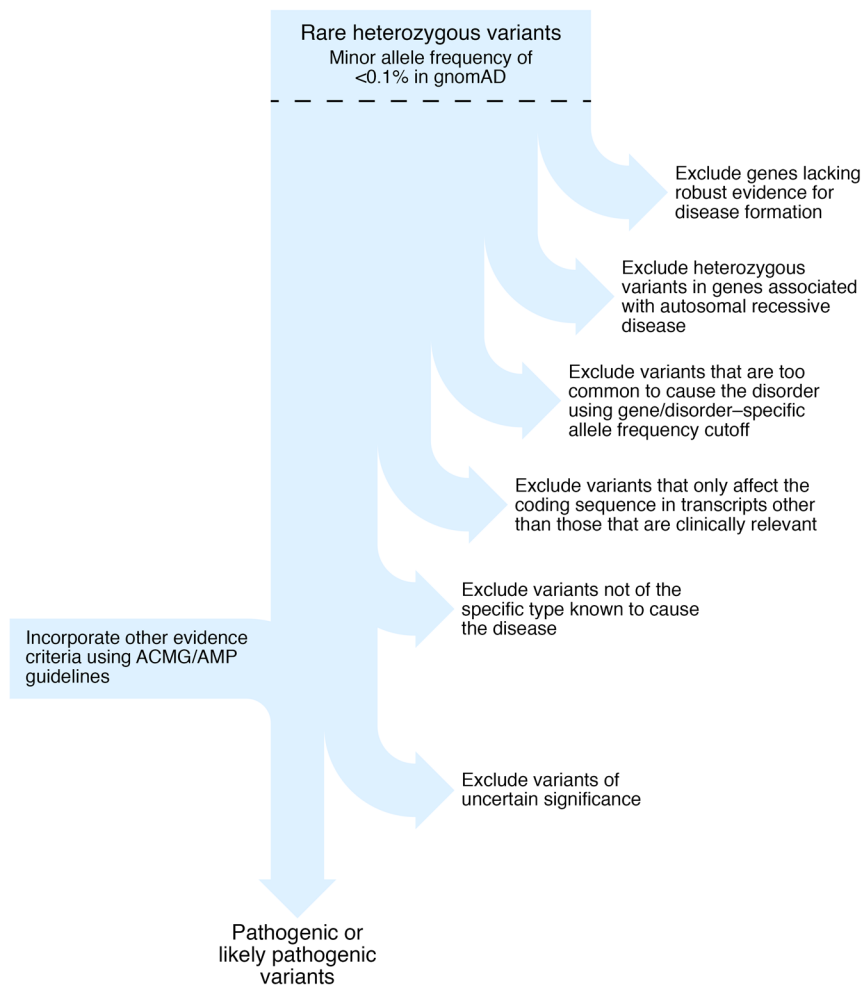 Rare heterozygous variants
Minor allele frequency of
<0.1% in gnomAD
Exclude genes lacking
robust evidence for
disease formation
Exclude heterozygous
variants in genes associated
with autosomal recessive
disease
Exclude variants that are too
common to cause the disorder
using gene/disorder–specific
allele frequency cutoff
Exclude variants that only affect the
coding sequence in transcripts other
than those that are clinically relevant
Exclude variants not of the
specific type known to cause
the disease
Incorporate other evidence
criteria using ACMG/AMP
guidelines
Exclude variants of
uncertain significance
Pathogenic or
likely pathogenic
variants